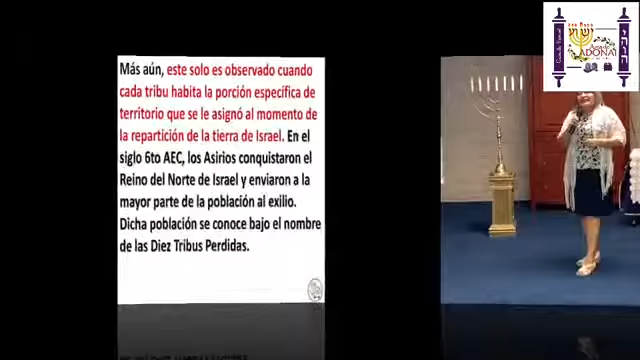 Más aún, este solo es observado cuando
cada tribu habita la porción específica de
territorio que se le asignó al momento de
la repartición de la tierra de Israel. En el
siglo 6to AEC, los Asirios conquistaron el
Reino del Norte de Israel y enviaron a la
mayor parte de la población al exilio.
Dicha población se conoce bajo el nombre
de las Diez Tribus Perdidas.
ADONAI